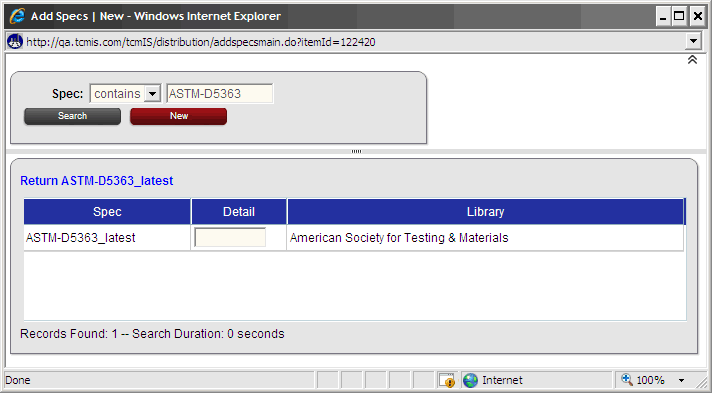 Add Specs | New - Windows Internet Explorer
http://qa.tcmis.com/tcmIS/distribution/addspecsmain.do?itemId=122420
Spec: contains ASTM-D5363
Search New
Return ASTM-D5363_latest
Spec Detail Library
ASTM-D5363_latest American Society for Testing & Materials
Records Found: 1 -- Search Duration: 0 seconds
Done Internet 100%